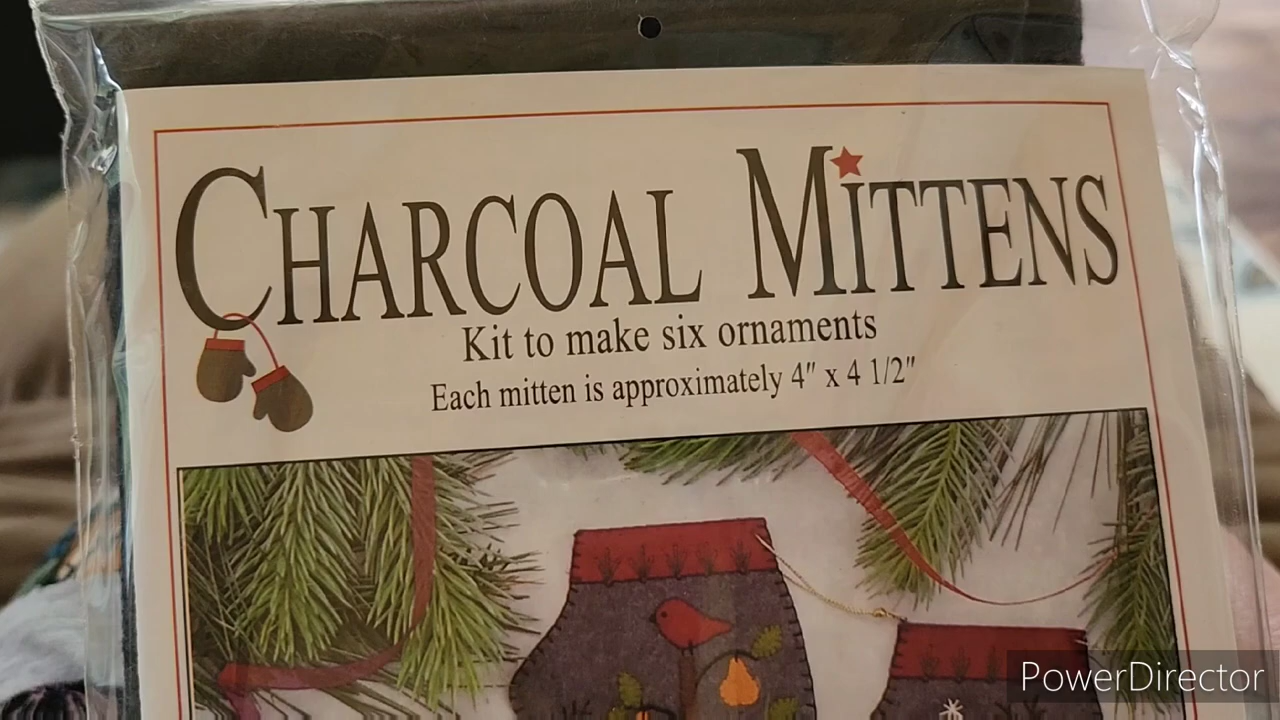 CHARCOAL MITTENS
Kit to make six ornaments
Each mitten is approximately 4" x 4 1/2"
PowerDirector